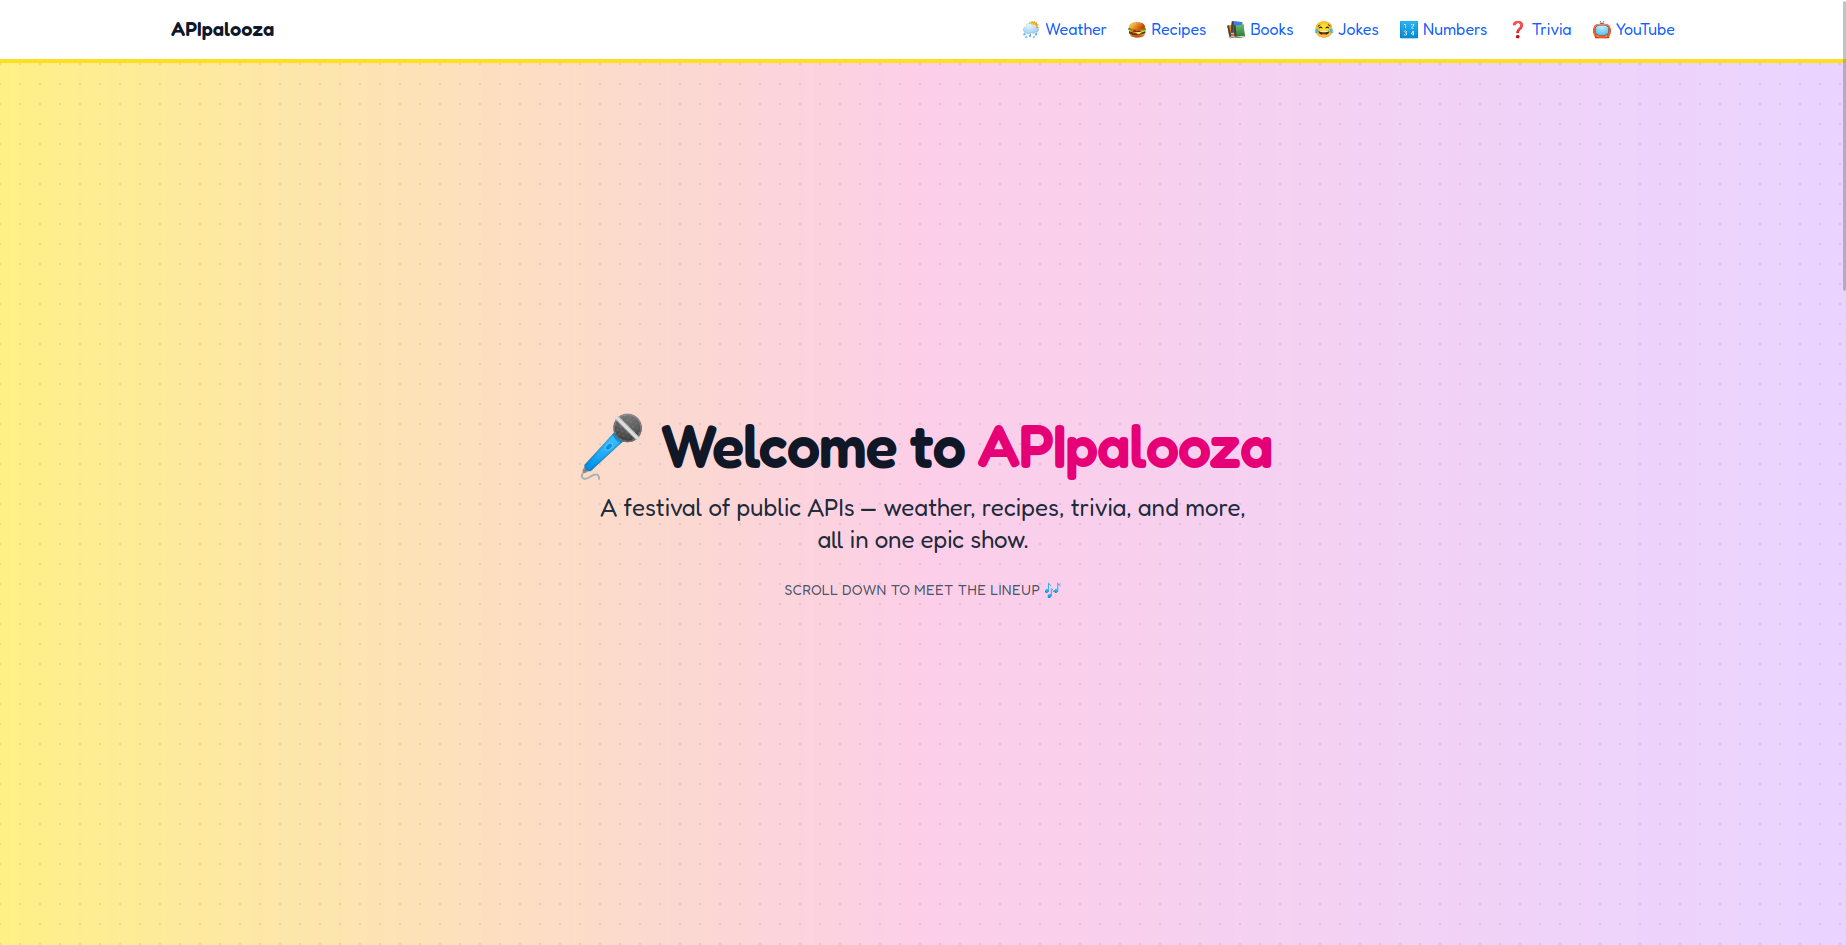 APIpalooza
🌦️ Weather 🍔 Recipes 📚 Books 😂 Jokes 🔢 Numbers ❓ Trivia 📺 YouTube
🎤 Welcome to APIpalooza
A festival of public APIs — weather, recipes, trivia, and more,
all in one epic show.
SCROLL DOWN TO MEET THE LINEUP 🎶